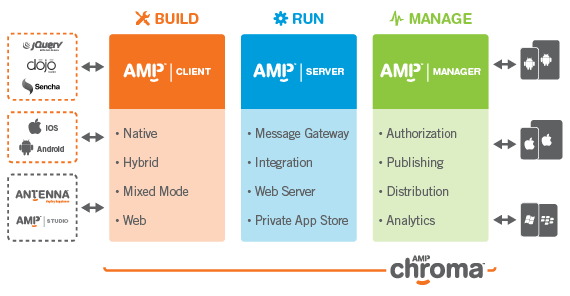 BUILD
RUN
MANAGE
jQuery
dōjō
Sencha
iOS
Android
ANTENNA
AMP | STUDIO
AMP | CLIENT
• Native
• Hybrid
• Mixed Mode
• Web
AMP | SERVER
• Message Gateway
• Integration
• Web Server
• Private App Store
AMP | MANAGER
• Authorization
• Publishing
• Distribution
• Analytics
AMP
chroma